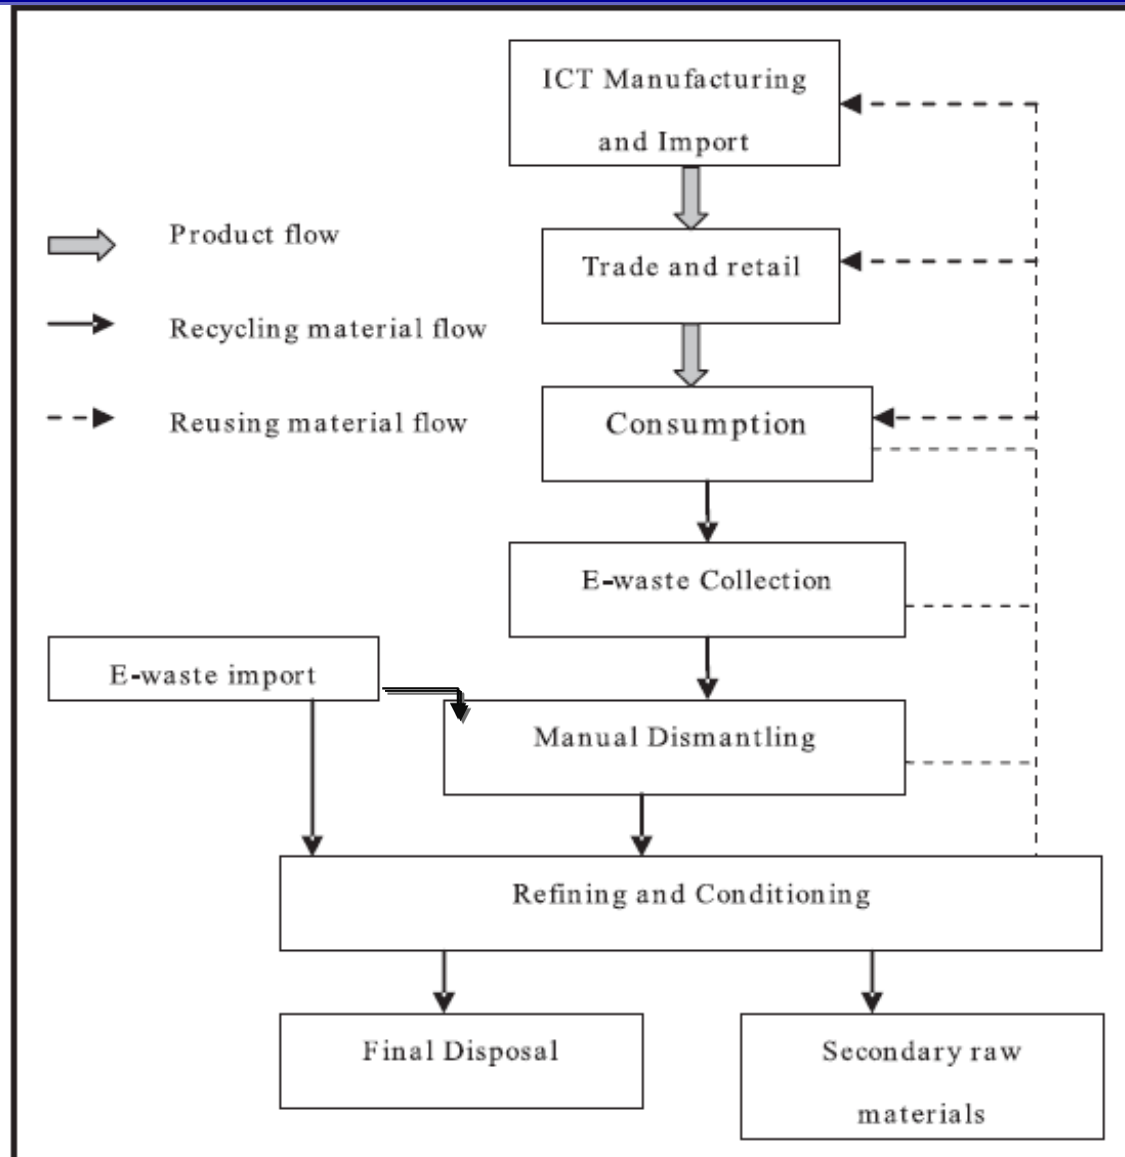 ICT Manufacturing
and Import
Product flow
Trade and retail
Recycling material flow
Reusing material flow
Consumption
E-waste Collection
E-waste import
Manual Dismantling
Refining and Conditioning
Final Disposal
Secondary raw
materials